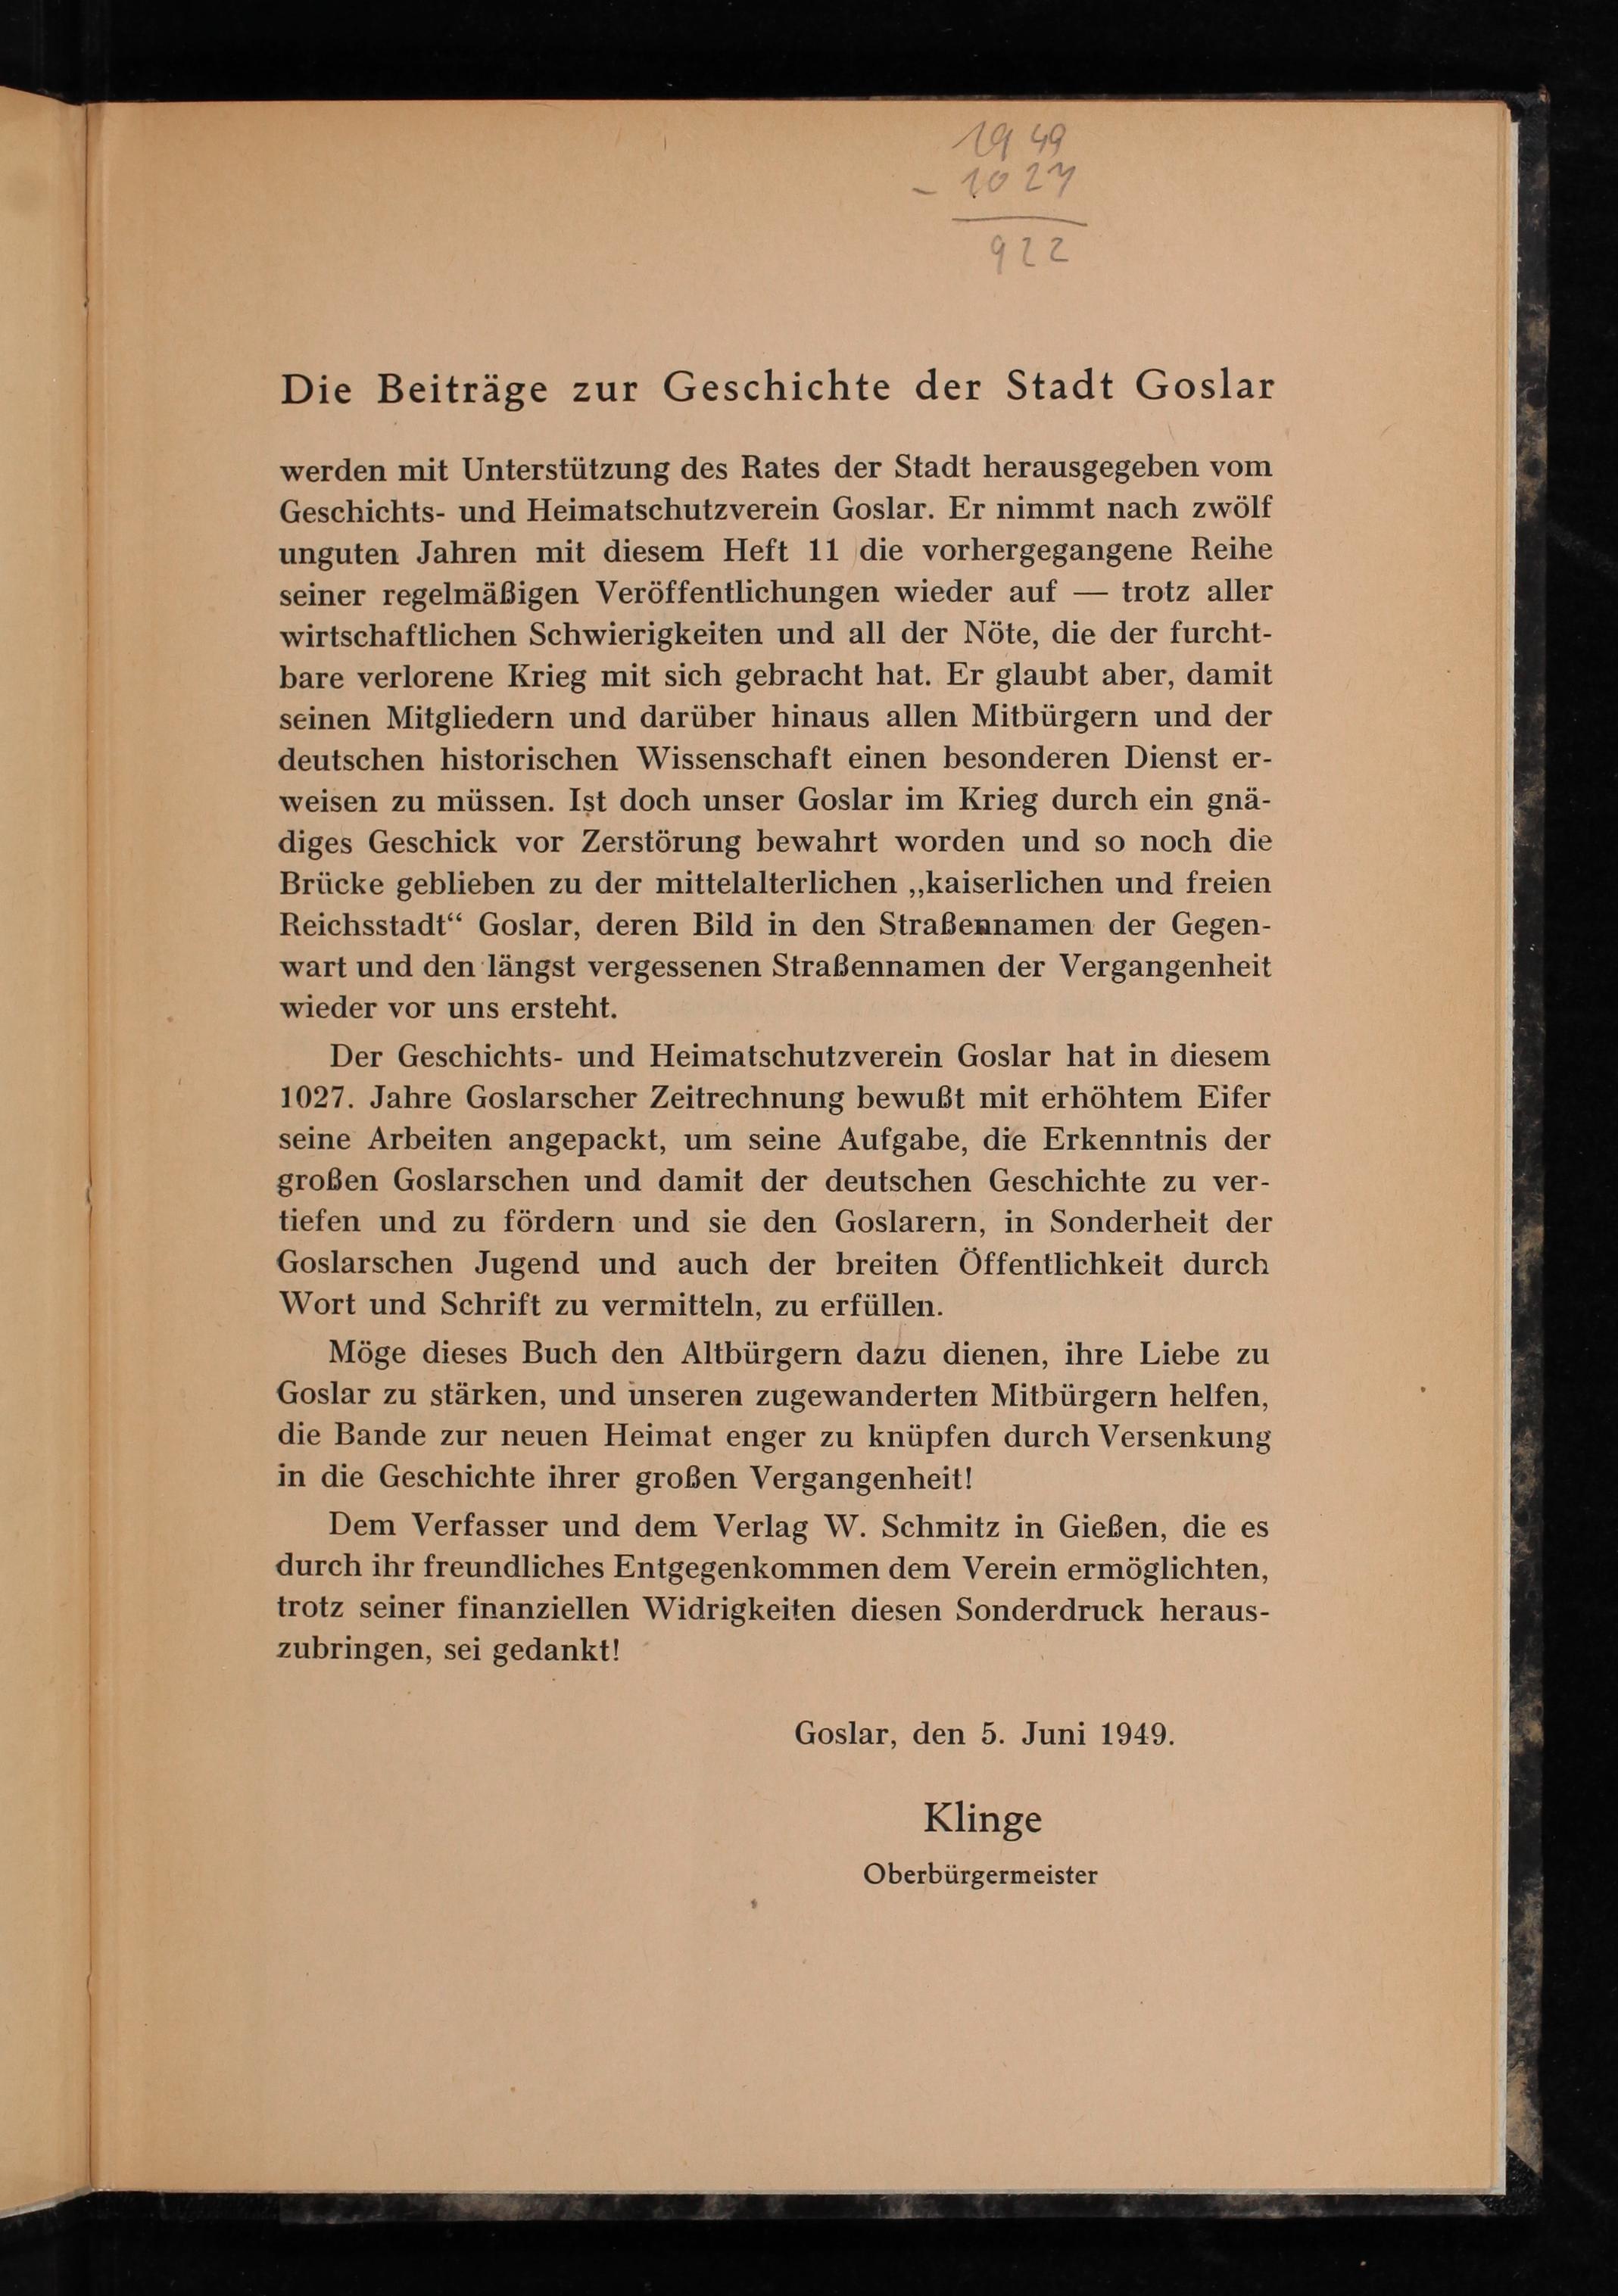 1949
- 1027
922
Die Beiträge zur Geschichte der Stadt Goslar
werden mit Unterstützung des Rates der Stadt herausgegeben vom
Geschichts- und Heimatschutzverein Goslar. Er nimmt nach zwölf
unguten Jahren mit diesem Heft 11 die vorhergegangene Reihe
seiner regelmäßigen Veröffentlichungen wieder auf — trotz aller
wirtschaftlichen Schwierigkeiten und all der Nöte, die der furcht-
bare verlorene Krieg mit sich gebracht hat. Er glaubt aber, damit
seinen Mitgliedern und darüber hinaus allen Mitbürgern und der
deutschen historischen Wissenschaft einen besonderen Dienst er-
weisen zu müssen. Ist doch unser Goslar im Krieg durch ein gnä-
diges Geschick vor Zerstörung bewahrt worden und so noch die
Brücke geblieben zu der mittelalterlichen „kaiserlichen und freien
Reichsstadt“ Goslar, deren Bild in den Straßennamen der Gegen-
wart und den längst vergessenen Straßennamen der Vergangenheit
wieder vor uns ersteht.
Der Geschichts- und Heimatschutzverein Goslar hat in diesem
1027. Jahre Goslarscher Zeitrechnung bewußt mit erhöhtem Eifer
seine Arbeiten angepackt, um seine Aufgabe, die Erkenntnis der
großen Goslarschen und damit der deutschen Geschichte zu ver-
tiefen und zu fördern und sie den Goslarern, in Sonderheit der
Goslarschen Jugend und auch der breiten Öffentlichkeit durch
Wort und Schrift zu vermitteln, zu erfüllen.
Möge dieses Buch den Altbürgern dazu dienen, ihre Liebe zu
Goslar zu stärken, und unseren zugewanderten Mitbürgern helfen,
die Bande zur neuen Heimat enger zu knüpfen durch Versenkung
in die Geschichte ihrer großen Vergangenheit!
Dem Verfasser und dem Verlag W. Schmitz in Gießen, die es
durch ihr freundliches Entgegenkommen dem Verein ermöglichten,
trotz seiner finanziellen Widrigkeiten diesen Sonderdruck heraus-
zubringen, sei gedankt!
Goslar, den 5. Juni 1949.
Klinge
Oberbürgermeister